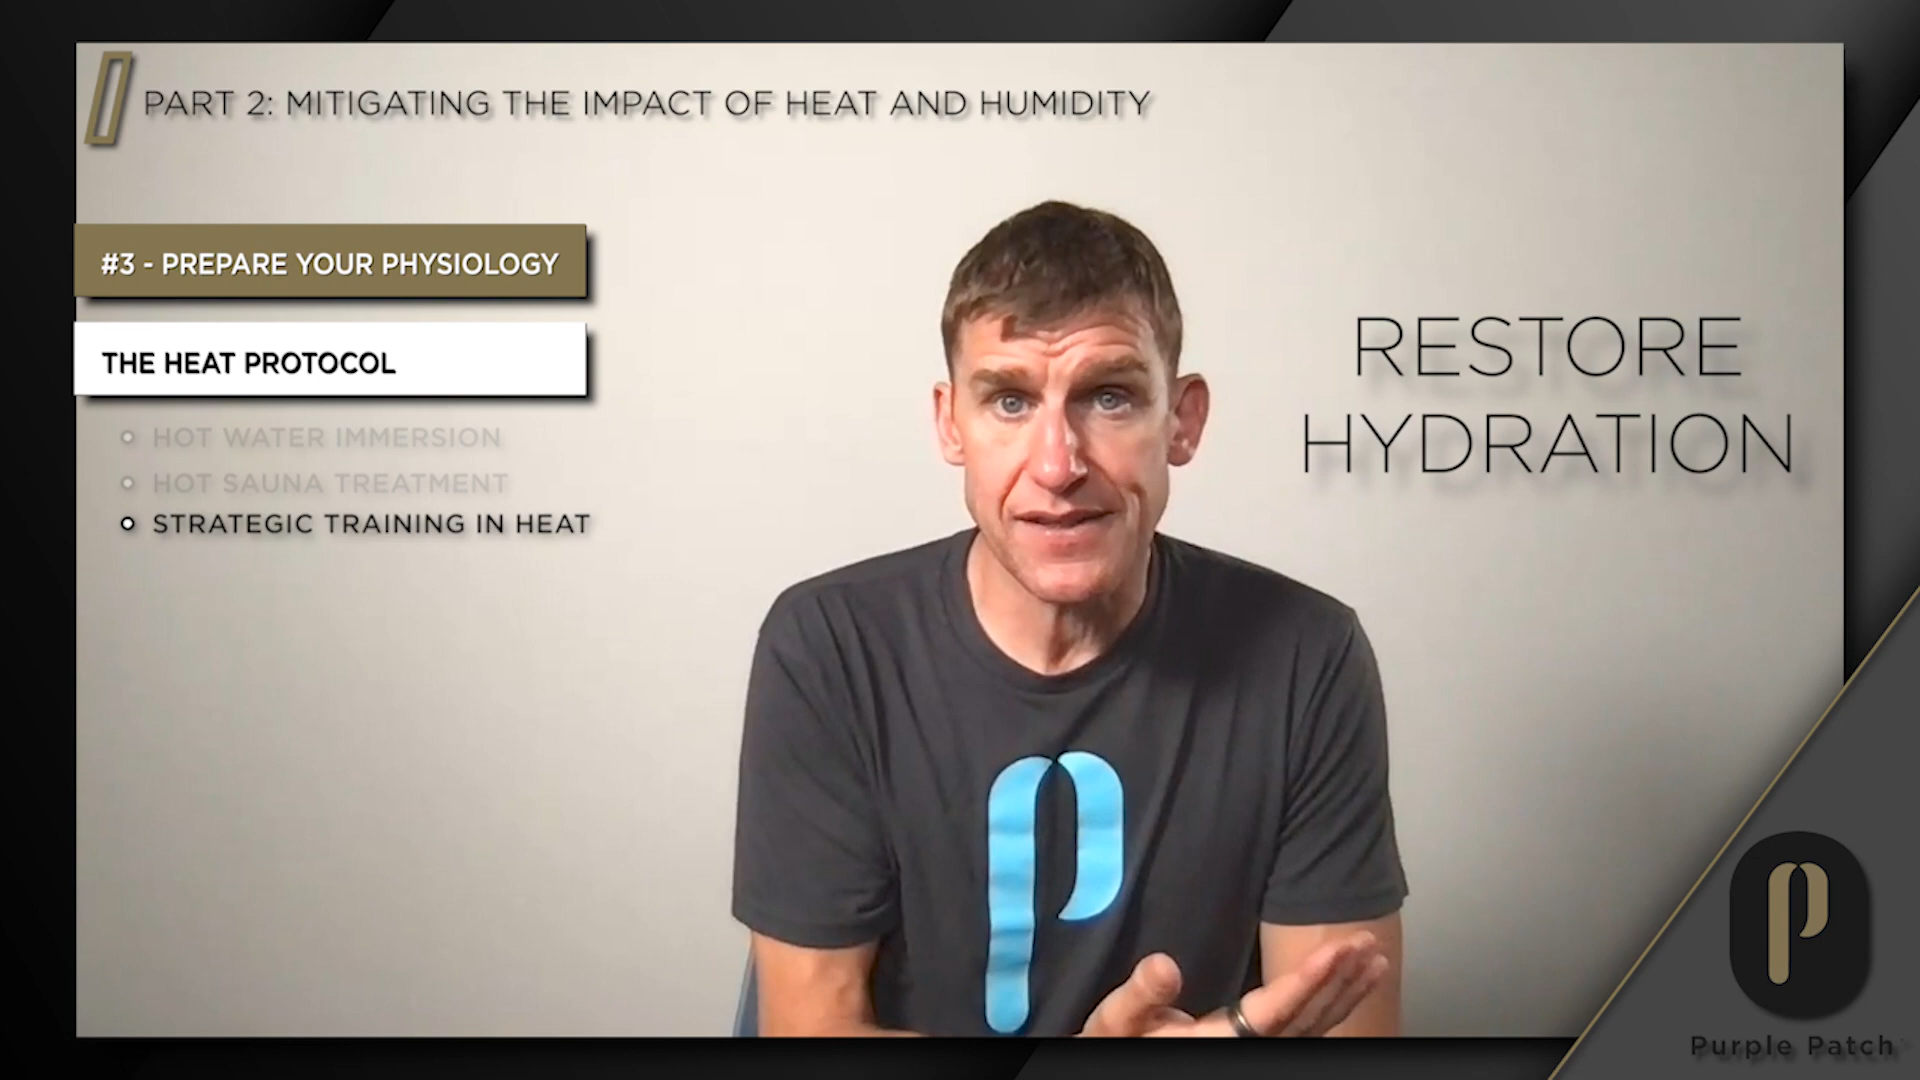 PART 2: MITIGATING THE IMPACT OF HEAT AND HUMIDITY
#3 - PREPARE YOUR PHYSIOLOGY
THE HEAT PROTOCOL
HOT WATER IMMERSION
HOT SAUNA TREATMENT
STRATEGIC TRAINING IN HEAT
RESTORE
HYDRATION
Purple Patch